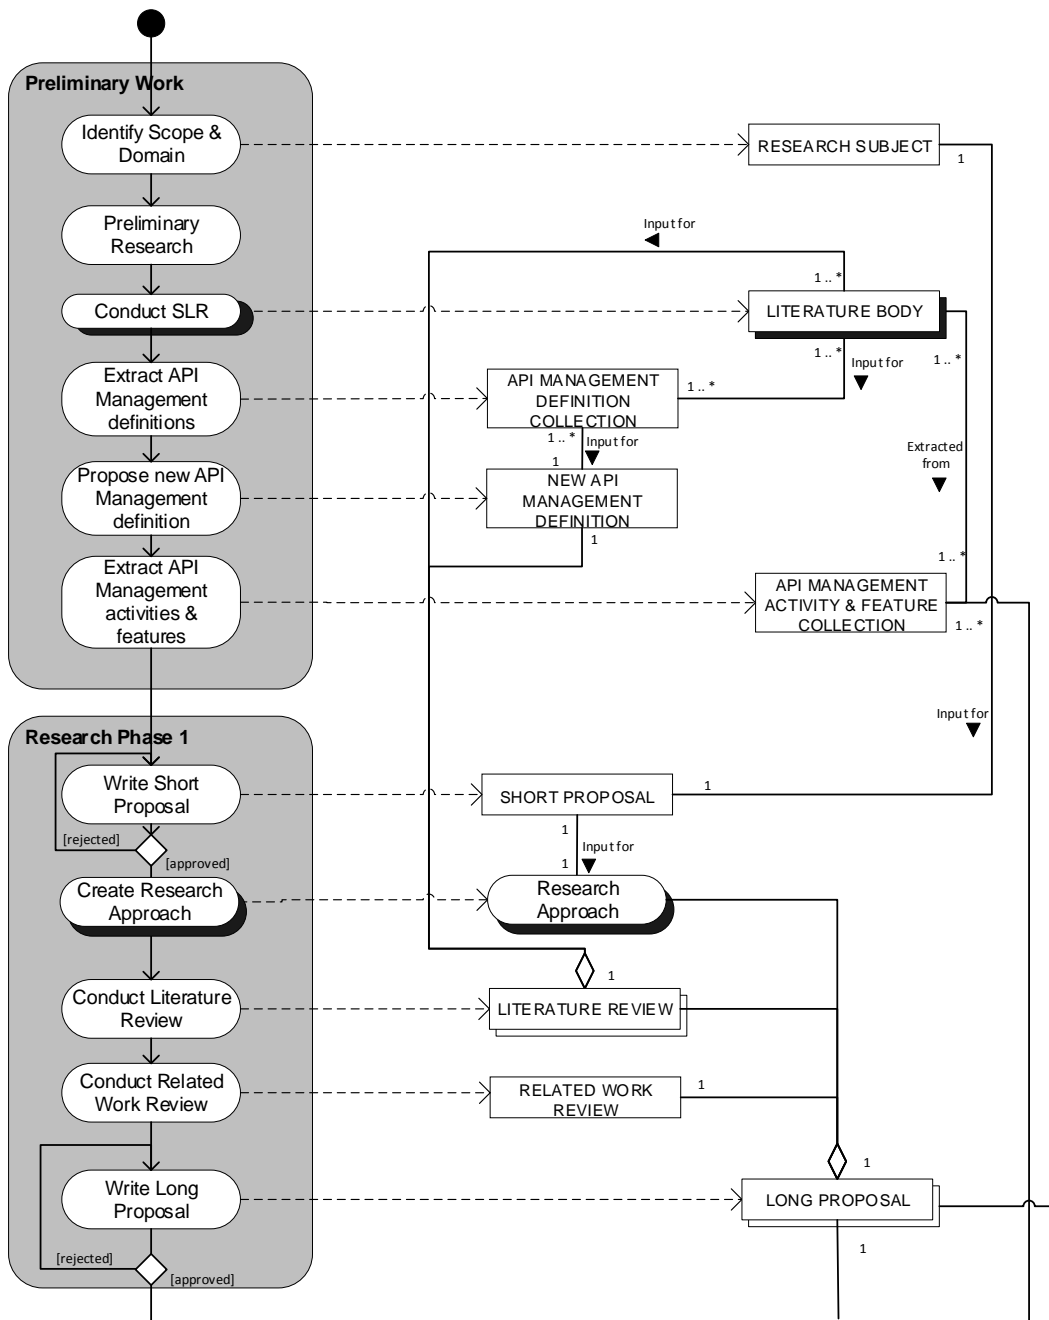 Preliminary Work
Identify Scope &
Domain
RESEARCH SUBJECT
1
Preliminary
Research
Input for
1 .. *
Conduct SLR
LITERATURE BODY
1 .. *
Input for
1 .. *
Extract API
Management
definitions
API MANAGEMENT
DEFINITION
COLLECTION
1 .. *
1 .. *
Input for
1
Extracted
from
Propose new API
Management
definition
NEW API
MANAGEMENT
DEFINITION
1
1 .. *
Extract API
Management
activities &
features
API MANAGEMENT
ACTIVITY & FEATURE
COLLECTION
1 .. *
Input for
Research Phase 1
Write Short
Proposal
SHORT PROPOSAL
1
[rejected]
[approved]
1
Input for
1
Create Research
Approach
Research
Approach
1
Conduct Literature
Review
LITERATURE REVIEW
Conduct Related
Work Review
RELATED WORK
REVIEW
1
1
Write Long
Proposal
LONG PROPOSAL
1
[rejected]
[approved]